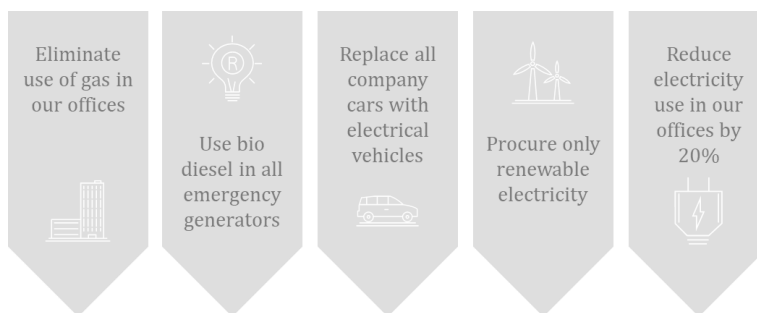 Eliminate
use of gas in
our offices
R
Use bio
diesel in all
emergency
generators
Replace all
company
cars with
electrical
vehicles
Procure only
renewable
electricity
Reduce
electricity
use in our
offices by
20%